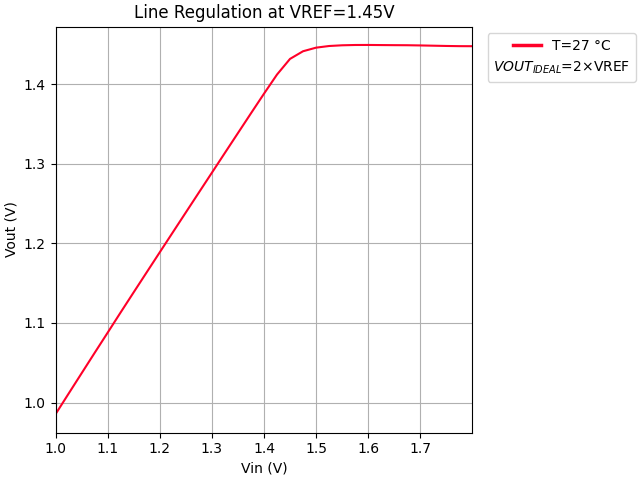 Line Regulation at VREF=1.45V
T=27 °C
VOUT_IDEAL=2×VREF
Vout (V)
1.4
1.3
1.2
1.1
1.0
1.0 1.1 1.2 1.3 1.4 1.5 1.6 1.7
Vin (V)